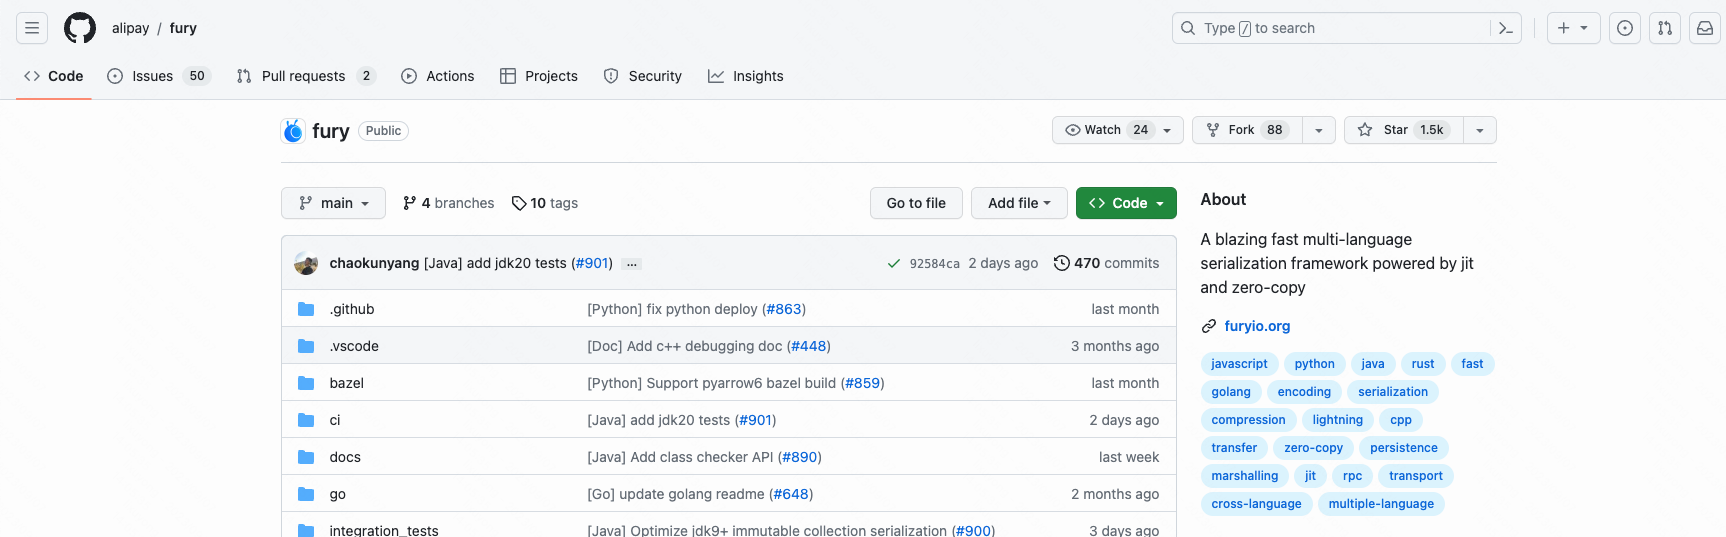 alipay / fury
Type / to search
Code Issues 50 Pull requests 2 Actions Projects Security Insights
fury Public
Watch 24 Fork 88 Star 1.5k
main 4 branches 10 tags Go to file Add file Code
chaokunyang [Java] add jdk20 tests (#901) ... 92584ca 2 days ago 470 commits
.github [Python] fix python deploy (#863) last month
.vscode [Doc] Add c++ debugging doc (#448) 3 months ago
bazel [Python] Support pyarrow6 bazel build (#859) last month
ci [Java] add jdk20 tests (#901) 2 days ago
docs [Java] Add class checker API (#890) last week
go [Go] update golang readme (#648) 2 months ago
integration_tests [Java] Optimize jdk9+ immutable collection serialization (#900) 3 days ago
About
A blazing fast multi-language
serialization framework powered by jit
and zero-copy
furyio.org
javascript python java rust fast
golang encoding serialization
compression lightning cpp
transfer zero-copy persistence
marshalling jit rpc transport
cross-language multiple-language